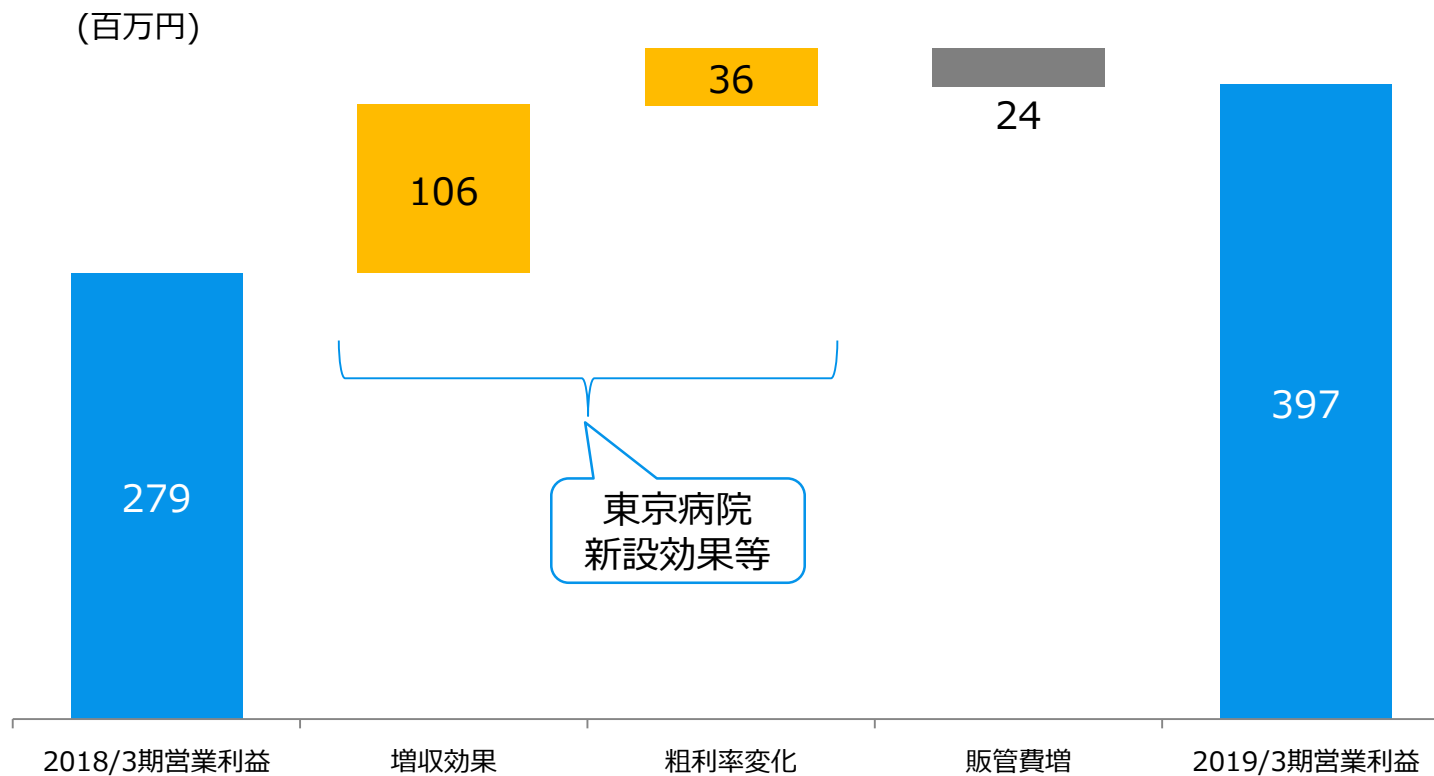 (百万円)
36
24
106
397
279
東京病院
新設効果等
2018/3期営業利益
増収効果
粗利率変化
販管費増
2019/3期営業利益